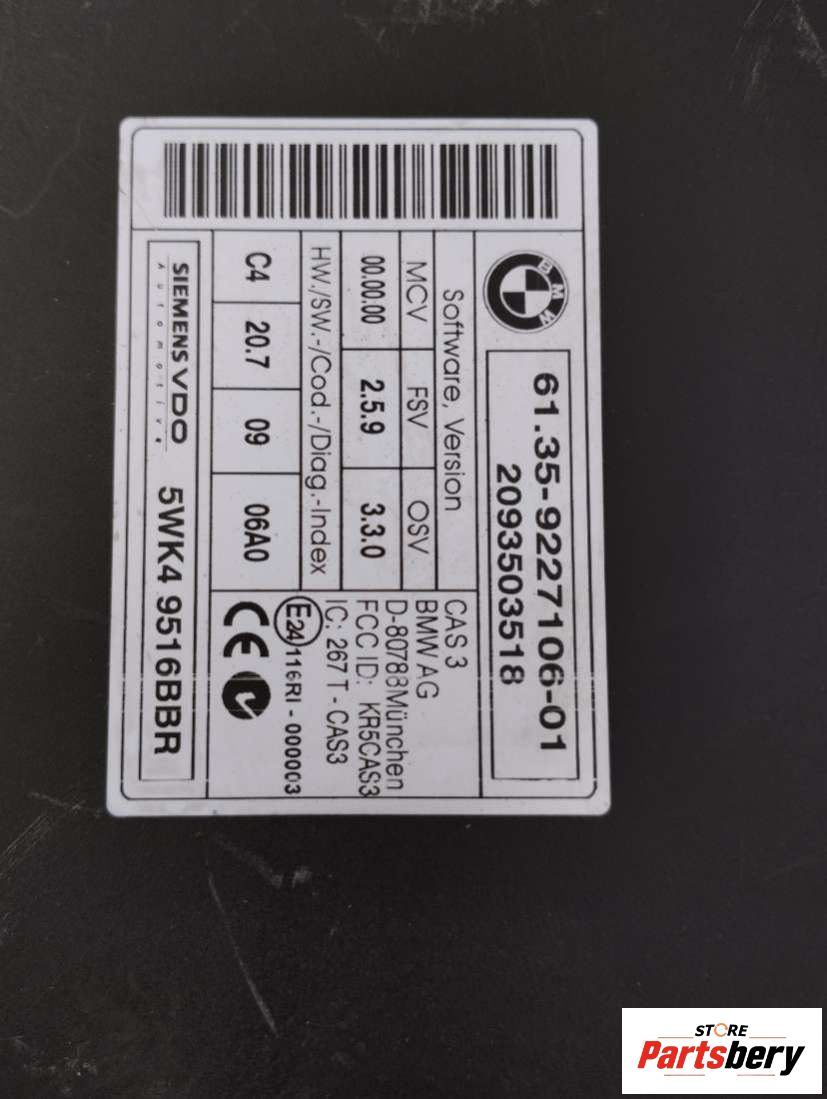 BMW
61.35-9227106-01
2093503518
Software, Version
MCV FSV OSV
00.00.00 2.5.9 3.3.0
HW./SW.-/Cod.-/Diag.-Index
C4 20.7 09 06A0
CAS 3
BMW AG
D-80788München
FCC ID: KR5CAS3
IC: 267T - CAS3
E24 116RI - 000003
CE
SIEMENS VDO
Automotive
5WK4 9516BBR
STORE
Partsbery